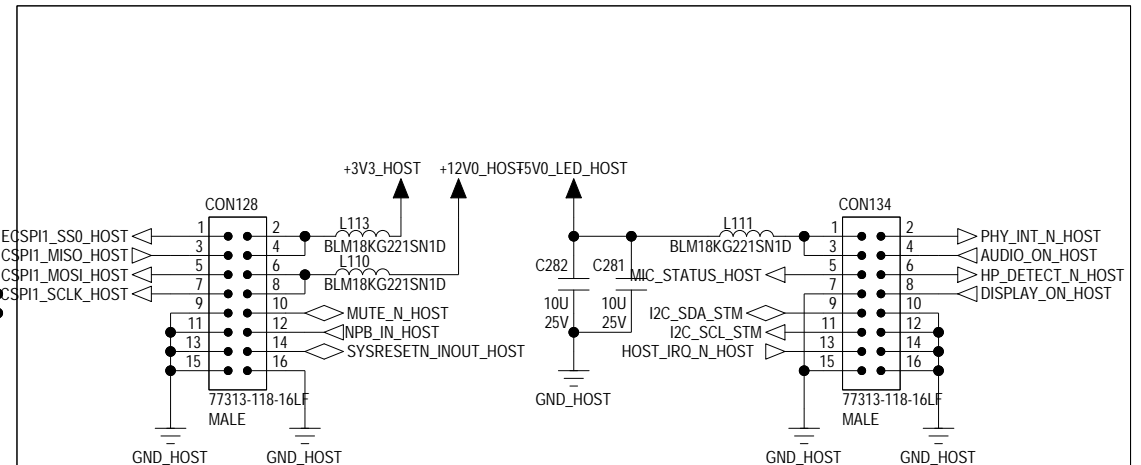 +3V3_HOST
+12V0_HOST
+5V0_LED_HOST
CON128
CON134
ECSPI1_SS0_HOST
1
2
L113
BLM18KG221SN1D
L111
BLM18KG221SN1D
1
2
PHY_INT_N_HOST
CSPI1_MISO_HOST
3
4
3
4
AUDIO_ON_HOST
CSPI1_MOSI_HOST
5
6
L110
BLM18KG221SN1D
C282
C281
MIC_STATUS_HOST
5
6
HP_DETECT_N_HOST
CSPI1_SCLK_HOST
7
8
7
8
DISPLAY_ON_HOST
10U
25V
10U
25V
9
10
MUTE_N_HOST
I2C_SDA_STM
9
10
11
12
NPB_IN_HOST
I2C_SCL_STM
11
12
13
14
SYSRESETN_INOUT_HOST
HOST_IRQ_N_HOST
13
14
15
16
15
16
77313-118-16LF
MALE
GND_HOST
77313-118-16LF
MALE
GND_HOST
GND_HOST
GND_HOST
GND_HOST